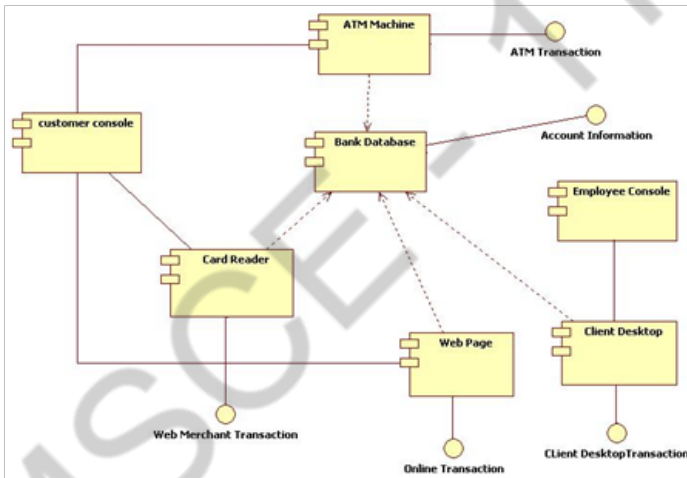 ATM Machine
ATM Transaction
customer console
Bank Database
Account Information
Employee Console
Card Reader
Web Page
Client Desktop
Web Merchant Transaction
Online Transaction
CLient DesktopTransaction